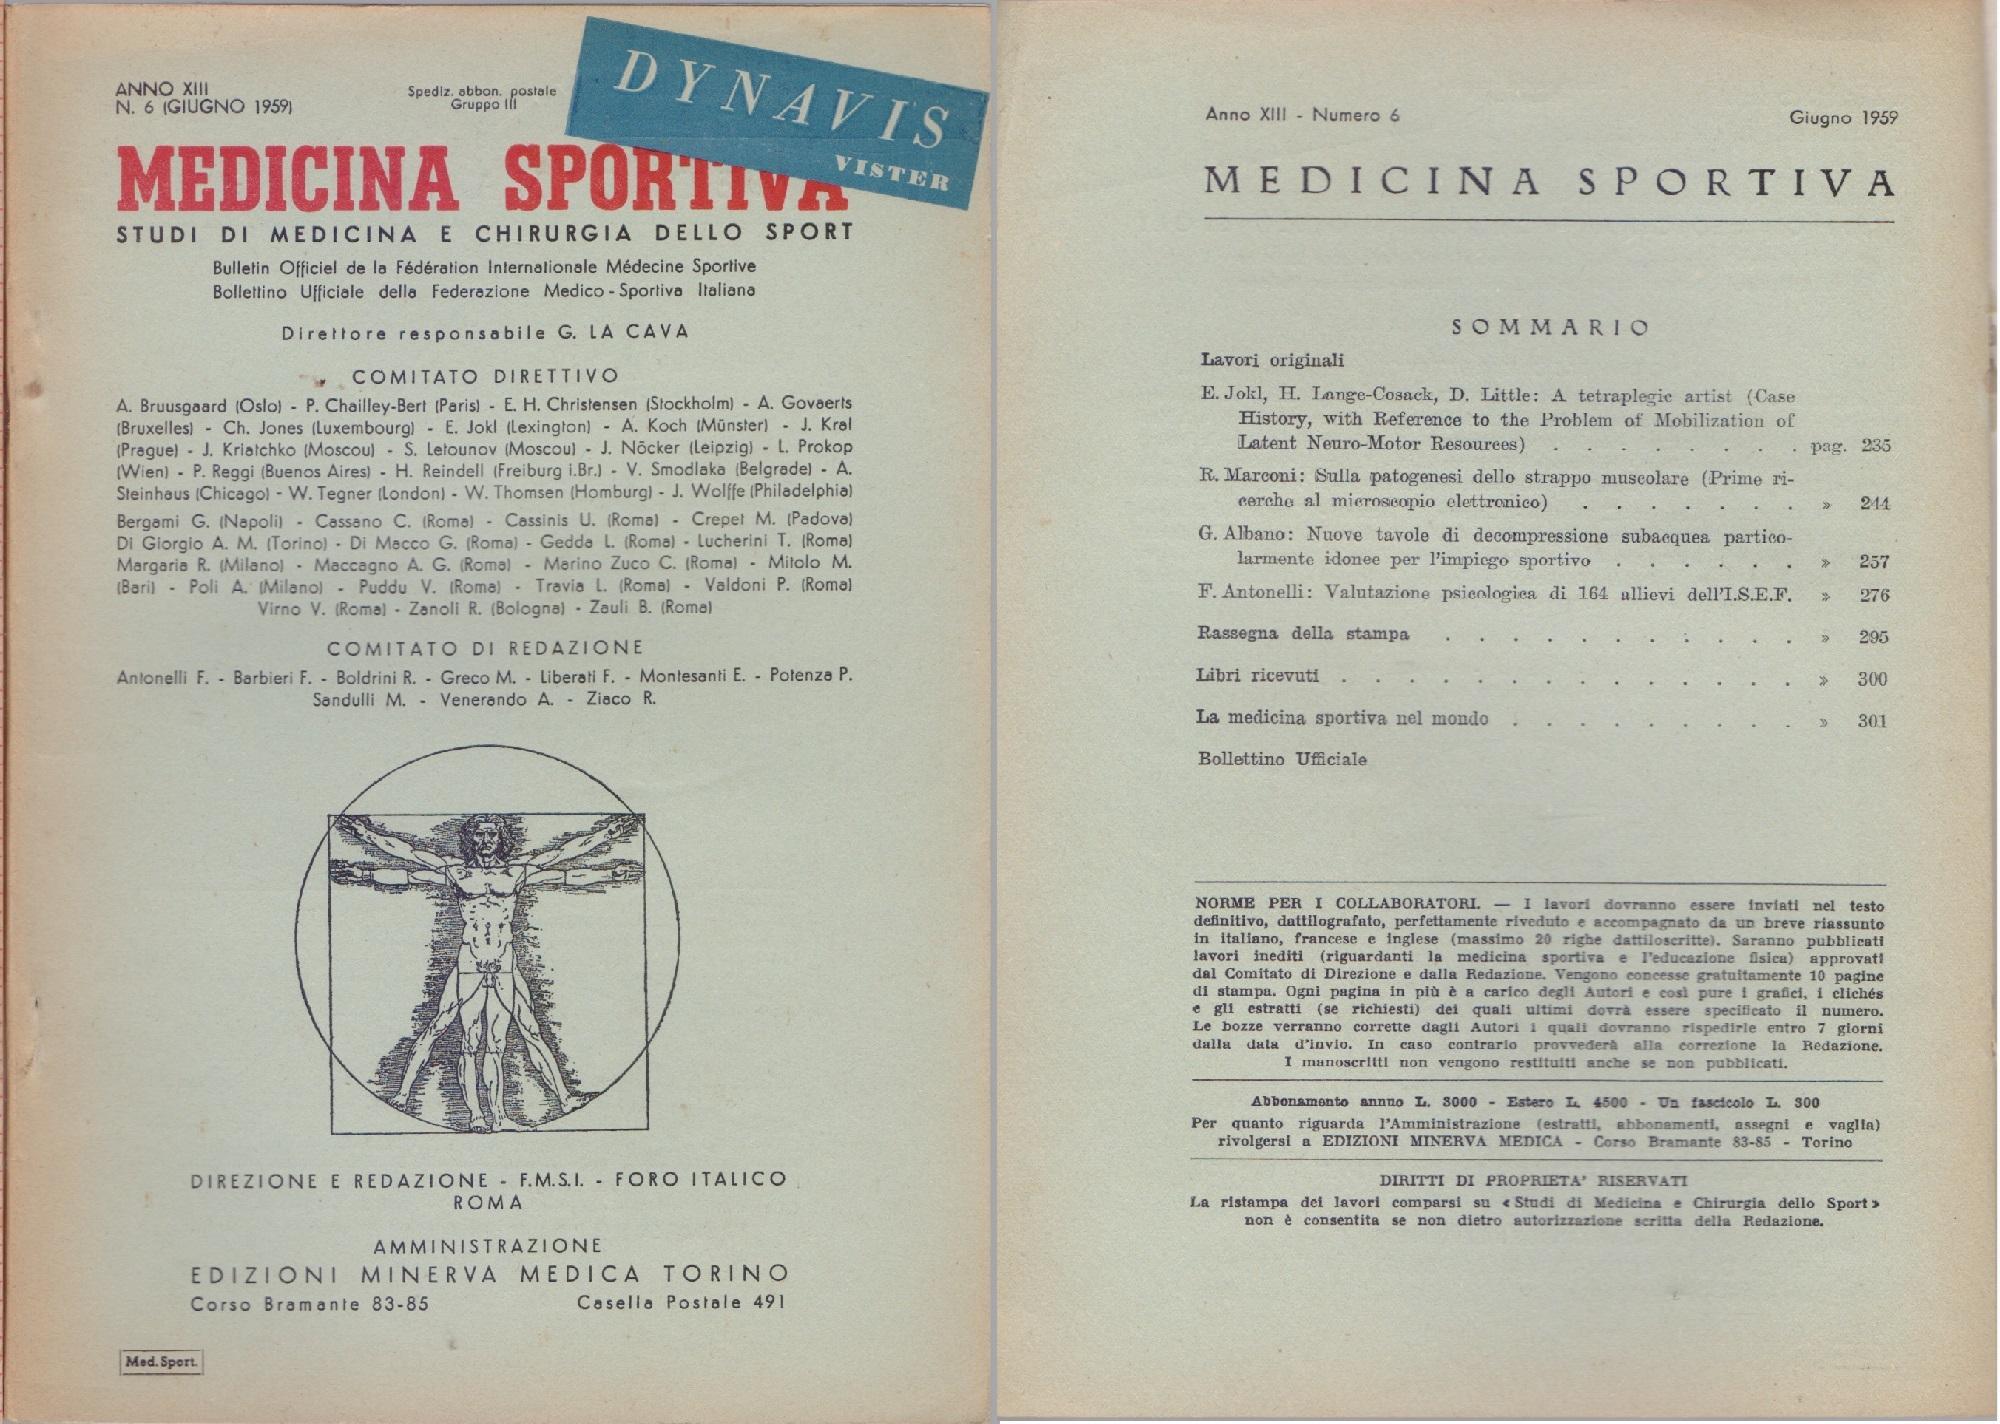 ANNO XIII
N. 6 (GIUGNO 1959)
Spediz. abbon. postale
Gruppo III
DYNAVIS
VISTER
MEDICINA SPORTIVA
STUDI DI MEDICINA E CHIRURGIA DELLO SPORT
Bulletin Officiel de la Fédération Internationale Médecine Sportive
Bollettino Ufficiale della Federazione Medico-Sportiva Italiana
Direttore responsabile G. LA CAVA
COMITATO DIRETTIVO
A. Bruusgaard (Oslo) - P. Chailley-Bert (Paris) - E. H. Christensen (Stockholm) - A. Govaerts
(Bruxelles) - Ch. Jones (Luxembourg) - E. Jokl (Lexington) - A. Koch (Münster) - J. Kral
(Prague) - J. Kriatchko (Moscou) - S. Letounov (Moscou) - J. Nöcker (Leipzig) - L. Prokop
(Wien) - P. Reggi (Buenos Aires) - H. Reindell (Freiburg i.Br.) - V. Smodlaka (Belgrade) - A.
Steinhaus (Chicago) - W. Tegner (London) - W. Thomsen (Homburg) - J. Wolffe (Philadelphia)
Bergami G. (Napoli) - Cassano C. (Roma) - Cassinis U. (Roma) - Crepet M. (Padova)
Di Giorgio A. M. (Torino) - Di Macco G. (Roma) - Gedda L. (Roma) - Lucherini T. (Roma)
Margaria R. (Milano) - Maccagno A. G. (Roma) - Marino Zuco C. (Roma) - Mitolo M.
(Bari) - Poli A. (Milano) - Puddu V. (Roma) - Travia L. (Roma) - Valdoni P. (Roma)
Virno V. (Roma) - Zanoli R. (Bologna) - Zauli B. (Roma)
COMITATO DI REDAZIONE
Antonelli F. - Barbieri F. - Boldrini R. - Greco M. - Liberati F. - Montesanti E. - Potenza P.
Sandulli M. - Venerando A. - Ziaco R.
DIREZIONE E REDAZIONE - F.M.S.I. - FORO ITALICO
ROMA
AMMINISTRAZIONE
EDIZIONI MINERVA MEDICA TORINO
Corso Bramante 83-85 Casella Postale 491
Med. Sport.
Anno XIII - Numero 6 Giugno 1959
MEDICINA SPORTIVA
SOMMARIO
Lavori originali
E. Jokl, H. Lange-Cosack, D. Little: A tetraplegic artist (Case
History, with Reference to the Problem of Mobilization of
Latent Neuro-Motor Resources) . . . . . . . . pag. 235
R. Marconi: Sulla patogenesi dello strappo muscolare (Prime ri-
cerche al microscopio elettronico) . . . . . . . » 244
G. Albano: Nuove tavole di decompressione subacquea partico-
larmente idonee per l'impiego sportivo . . . . . . » 257
F. Antonelli: Valutazione psicologica di 164 allievi dell'I.S.E.F. » 276
Rassegna della stampa . . . . . . . . . . . » 295
Libri ricevuti . . . . . . . . . . . . . . » 300
La medicina sportiva nel mondo . . . . . . . . . » 301
Bollettino Ufficiale
NORME PER I COLLABORATORI. — I lavori dovranno essere inviati nel testo
definitivo, dattilografato, perfettamente riveduto e accompagnato da un breve riassunto
in italiano, francese e inglese (massimo 20 righe dattiloscritte). Saranno pubblicati
lavori inediti (riguardanti la medicina sportiva e l'educazione fisica) approvati
dal Comitato di Direzione e dalla Redazione. Vengono concesse gratuitamente 10 pagine
di stampa. Ogni pagina in più è a carico degli Autori e così pure i grafici, i clichés
e gli estratti (se richiesti) dei quali ultimi dovrà essere specificato il numero.
Le bozze verranno corrette dagli Autori i quali dovranno rispedirle entro 7 giorni
dalla data d'invio. In caso contrario provvederà alla correzione la Redazione.
I manoscritti non vengono restituiti anche se non pubblicati.
Abbonamento annuo L. 3000 - Estero L. 4500 - Un fascicolo L. 300
Per quanto riguarda l'Amministrazione (estratti, abbonamenti, assegni e vaglia)
rivolgersi a EDIZIONI MINERVA MEDICA - Corso Bramante 83-85 - Torino
DIRITTI DI PROPRIETA' RISERVATI
La ristampa dei lavori comparsi su «Studi di Medicina e Chirurgia dello Sport»
non è consentita se non dietro autorizzazione scritta della Redazione.